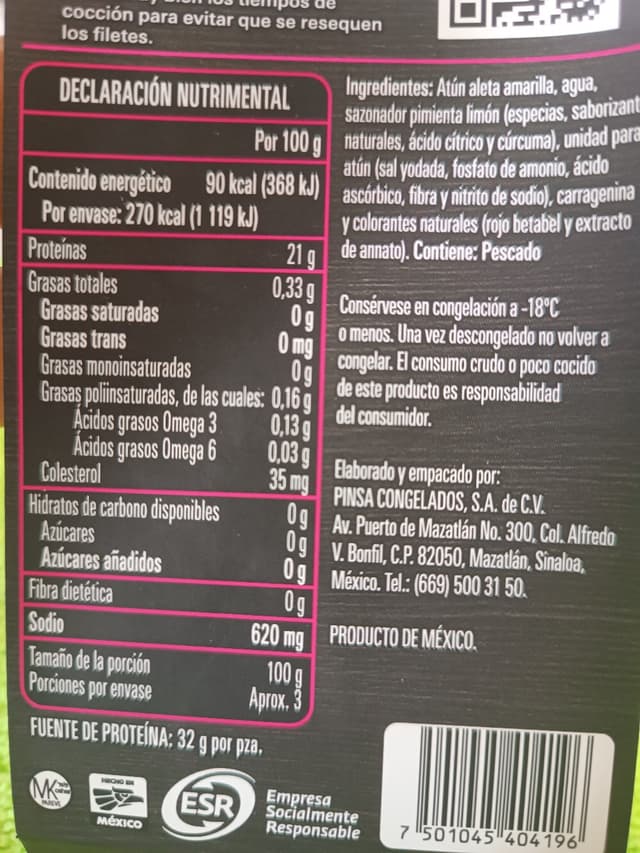 cocción para evitar que se resequen
los filetes.
DECLARACIÓN NUTRIMENTAL
Por 100 g
Contenido energético 90 kcal (368 kJ)
Por envase: 270 kcal (1 119 kJ)
Proteínas 21 g
Grasas totales 0,33 g
Grasas saturadas 0 g
Grasas trans 0 mg
Grasas monoinsaturadas 0 g
Grasas poliinsaturadas, de las cuales: 0,16 g
Ácidos grasos Omega 3 0,13 g
Ácidos grasos Omega 6 0,03 g
Colesterol 35 mg
Hidratos de carbono disponibles 0 g
Azúcares 0 g
Azúcares añadidos 0 g
Fibra dietética 0 g
Sodio 620 mg
Tamaño de la porción 100 g
Porciones por envase Aprox. 3
FUENTE DE PROTEÍNA: 32 g por pza.
Ingredientes: Atún aleta amarilla, agua,
sazonador pimienta limón (especias, saborizant
naturales, ácido cítrico y cúrcuma), unidad para
atún (sal yodada, fosfato de amonio, ácido
ascórbico, fibra y nitrito de sodio), carragenina
y colorantes naturales (rojo betabel y extracto
de annato). Contiene: Pescado
Consérvese en congelación a -18°C
o menos. Una vez descongelado no volver a
congelar. El consumo crudo o poco cocido
de este producto es responsabilidad
del consumidor.
Elaborado y empacado por:
PINSA CONGELADOS, S.A. de C.V.
Av. Puerto de Mazatlán No. 300, Col. Alfredo
V. Bonfil, C.P. 82050, Mazatlán, Sinaloa,
México. Tel.: (669) 500 31 50.
PRODUCTO DE MÉXICO.
MK
PAREVE
HECHO EN
MÉXICO
ESR
Empresa
Socialmente
Responsable
7 501045 404196